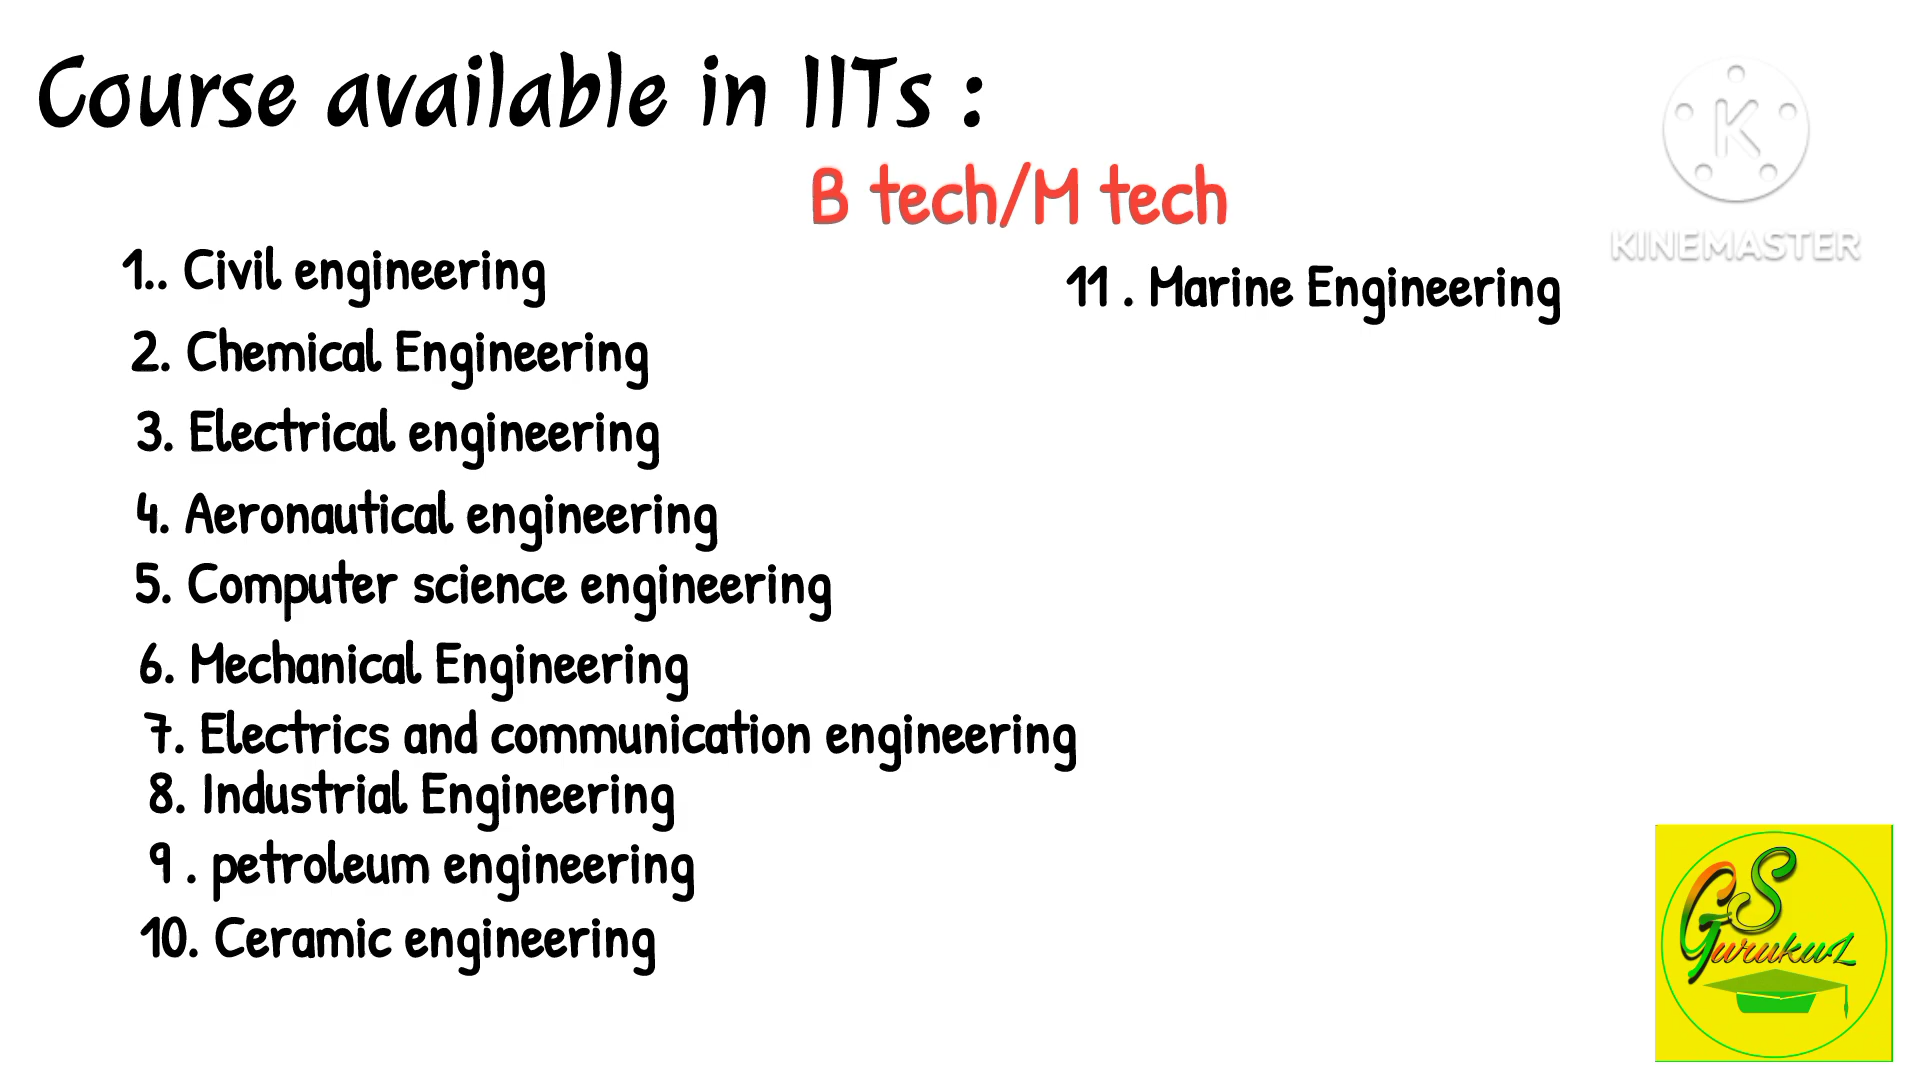 Course available in IITs :
B tech/M tech
1.. Civil engineering
2. Chemical Engineering
3. Electrical engineering
4. Aeronautical engineering
5. Computer science engineering
6. Mechanical Engineering
7. Electrics and communication engineering
8. Industrial Engineering
9 . petroleum engineering
10. Ceramic engineering
11 . Marine Engineering
K
KINEMASTER
GS
GurukuL